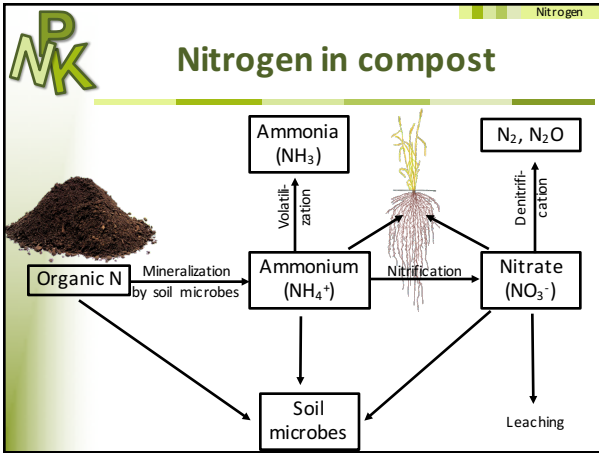 Nitrogen
NPK
Nitrogen in compost
Ammonia
(NH₃)
N₂, N₂O
Volatili-
zation
Denitrifi-
cation
Organic N
Mineralization
by soil microbes
Ammonium
(NH₄⁺)
Nitrification
Nitrate
(NO₃⁻)
Soil
microbes
Leaching